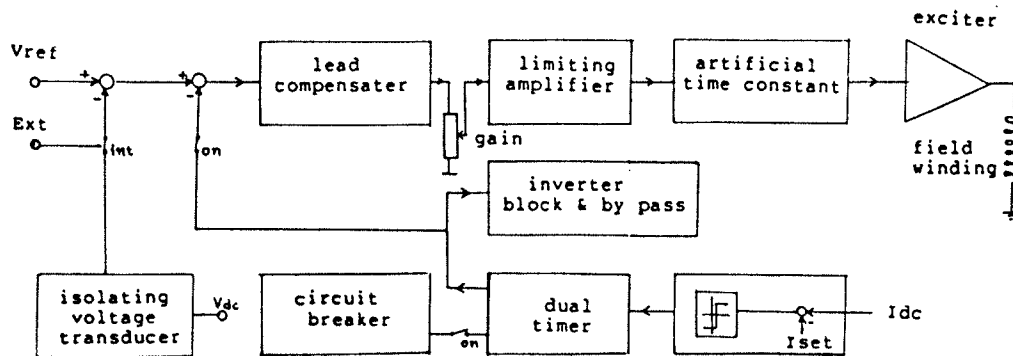 exciter
Vref
+
-
+
-
lead
compensater
limiting
amplifier
artificial
time constant
Ext
int
on
gain
field
winding
inverter
block & by pass
isolating
voltage
transducer
Vdc
circuit
breaker
on
dual
timer
-
Iset
Idc